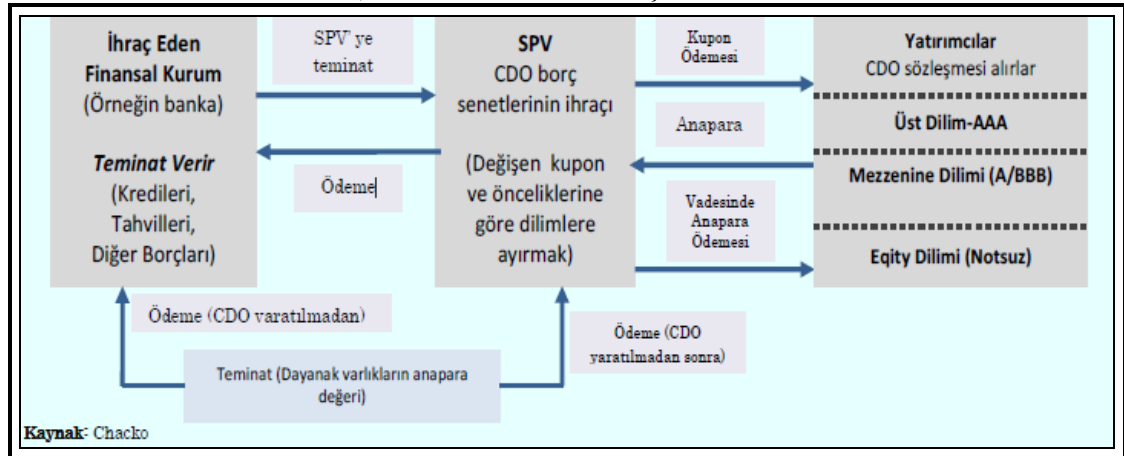 İhraç Eden
Finansal Kurum
(Örneğin banka)
Teminat Verir
(Kredileri,
Tahvilleri,
Diğer Borçları)
SPV' ye
teminat
Ödeme
SPV
CDO borç
senetlerinin ihraçı
(Değişen kupon
ve önceliklerine
göre dilimlere
ayırmak)
Kupon
Ödemesi
Anapara
Vadesinde
Anapara
Ödemesi
Yatırımcılar
CDO sözleşmesi alırlar
Üst Dilim-AAA
Mezzenine Dilimi (A/BBB)
Eqity Dilimi (Notsuz)
Ödeme (CDO varatılmadan)
Ödeme (CDO
yaratılmadan sonra)
Teminat (Dayanak varlıkların anapara
değeri)
Kaynak: Chacko